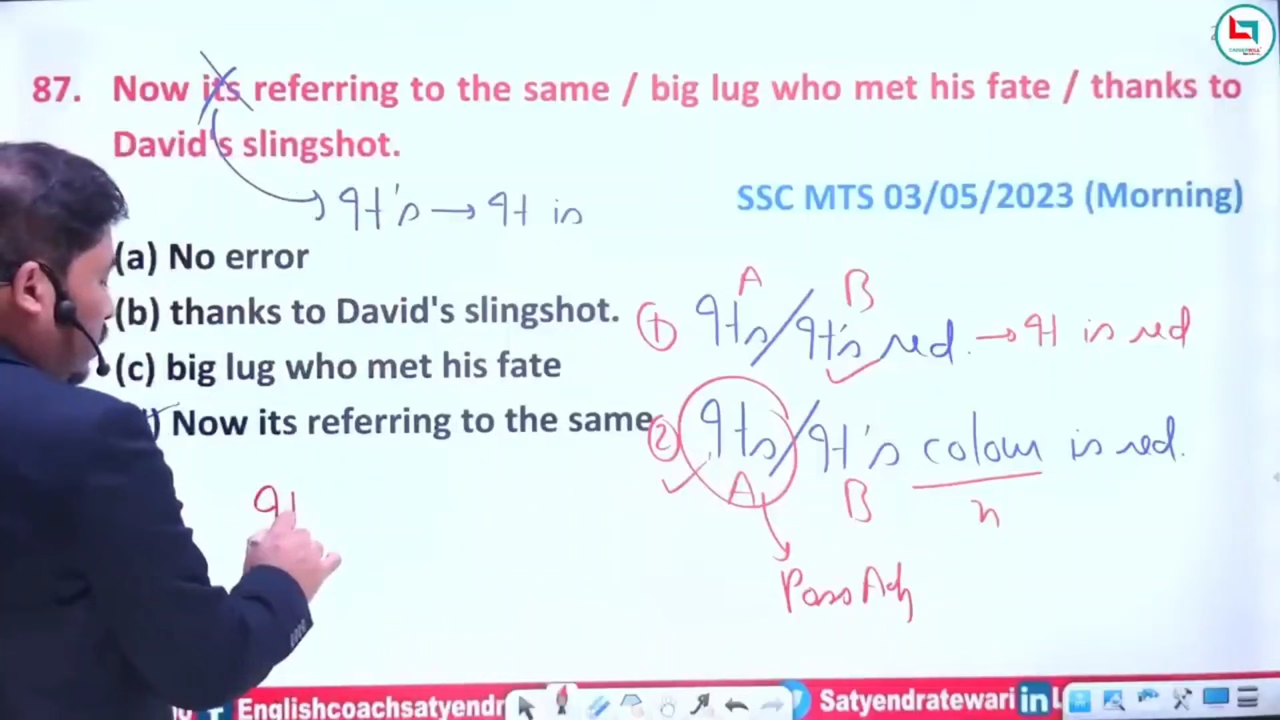 87. Now its referring to the same / big lug who met his fate / thanks to
David's slingshot.
It's → It is
SSC MTS 03/05/2023 (Morning)
(a) No error
(b) thanks to David's slingshot.
(c) big lug who met his fate
) Now its referring to the same
A B
① Its / It's red. → It is red
② Its / It's colour is red.
A B n
Poss Adj
It
Englishcoachsatyendr
Satyendratewari in L
CAREERWILL